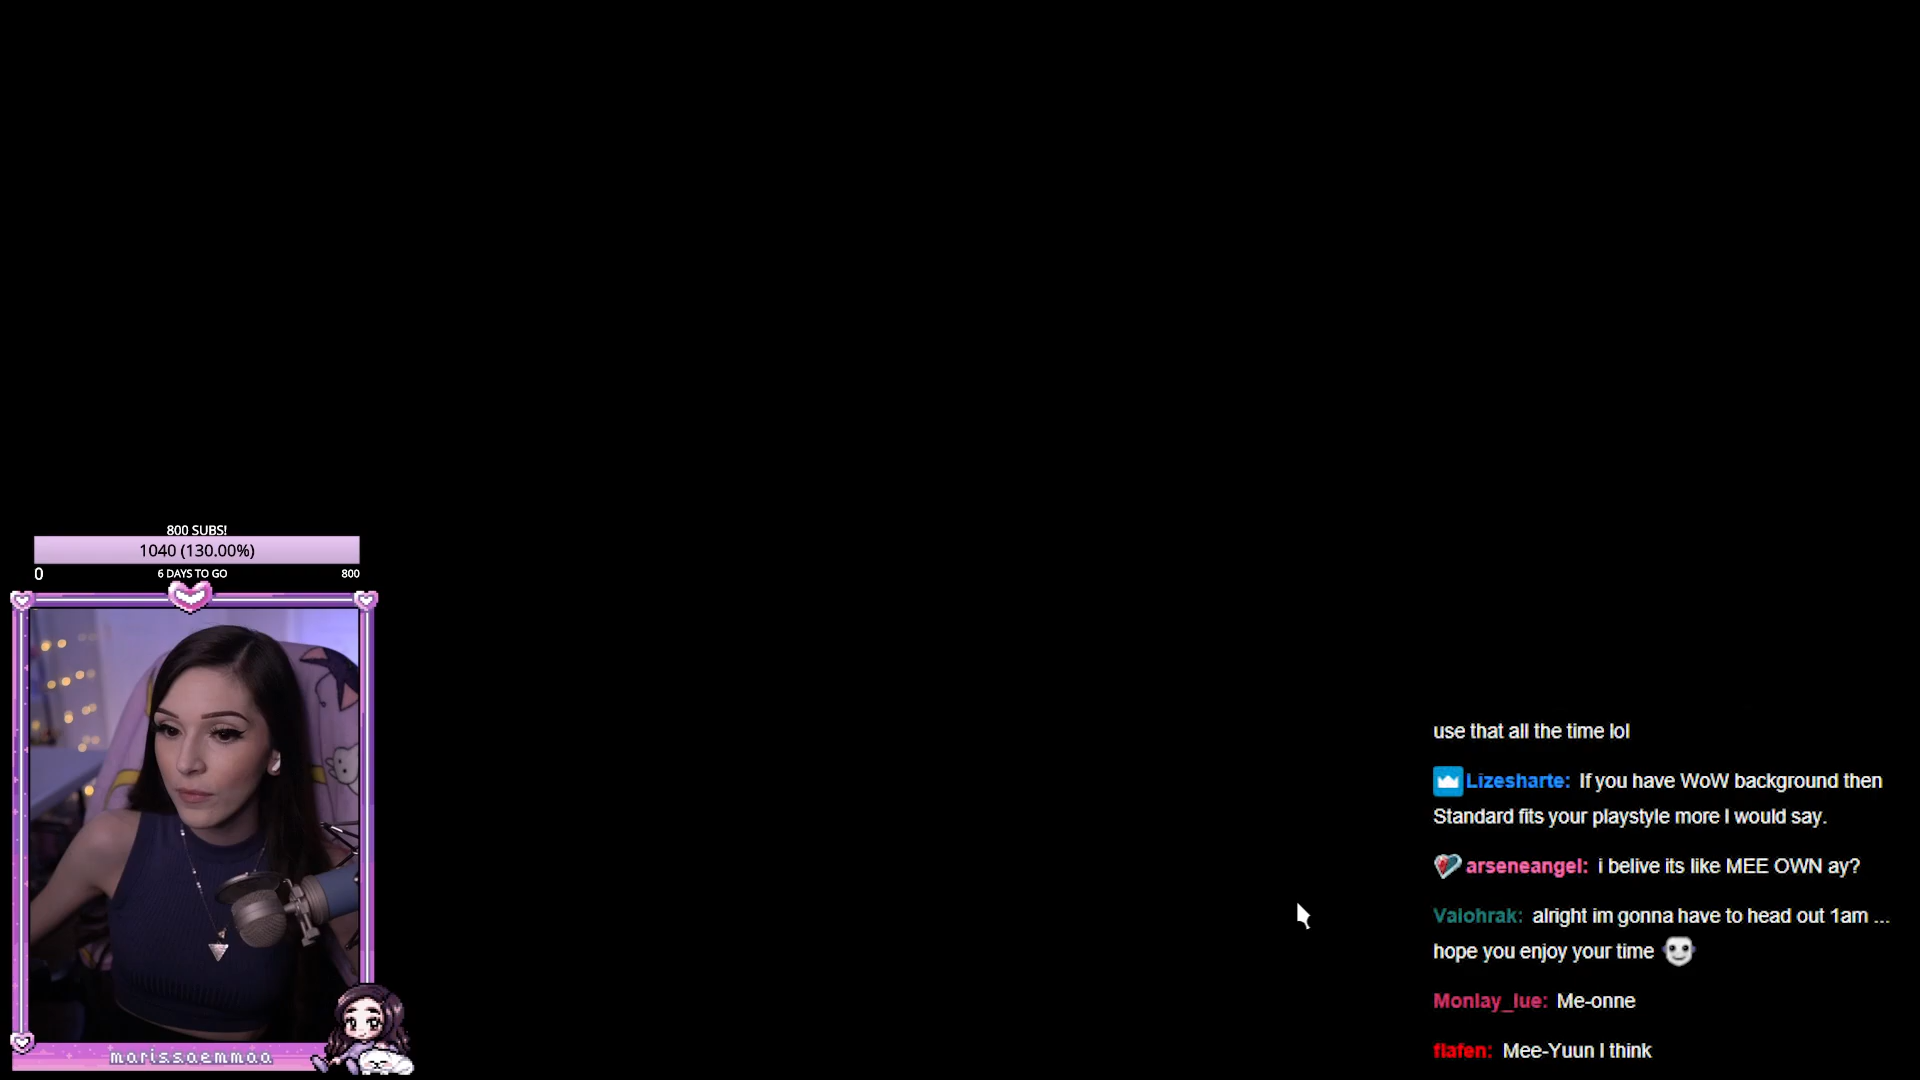 800 SUBS!
1040 (130.00%)
0 6 DAYS TO GO 800
marissaemmaa
use that all the time lol
Lizesharte: If you have WoW background then
Standard fits your playstyle more I would say.
arseneangel: i belive its like MEE OWN ay?
Valohrak: alright im gonna have to head out 1am ...
hope you enjoy your time
Monlay_lue: Me-onne
flafen: Mee-Yuun I think